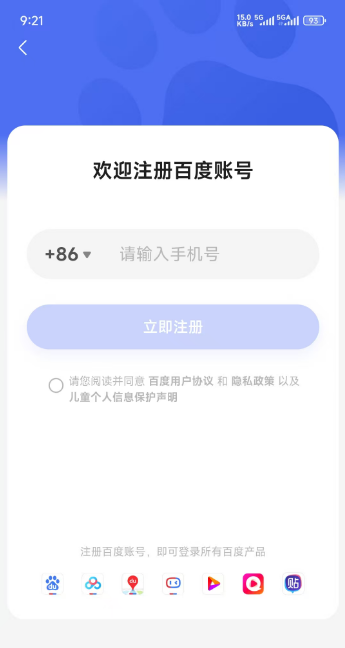 9:21
15.0 KB/s 5G 5GA 93
欢迎注册百度账号
+86 请输入手机号
立即注册
请您阅读并同意 百度用户协议 和 隐私政策 以及
儿童个人信息保护声明
注册百度账号，即可登录所有百度产品
du du 贴